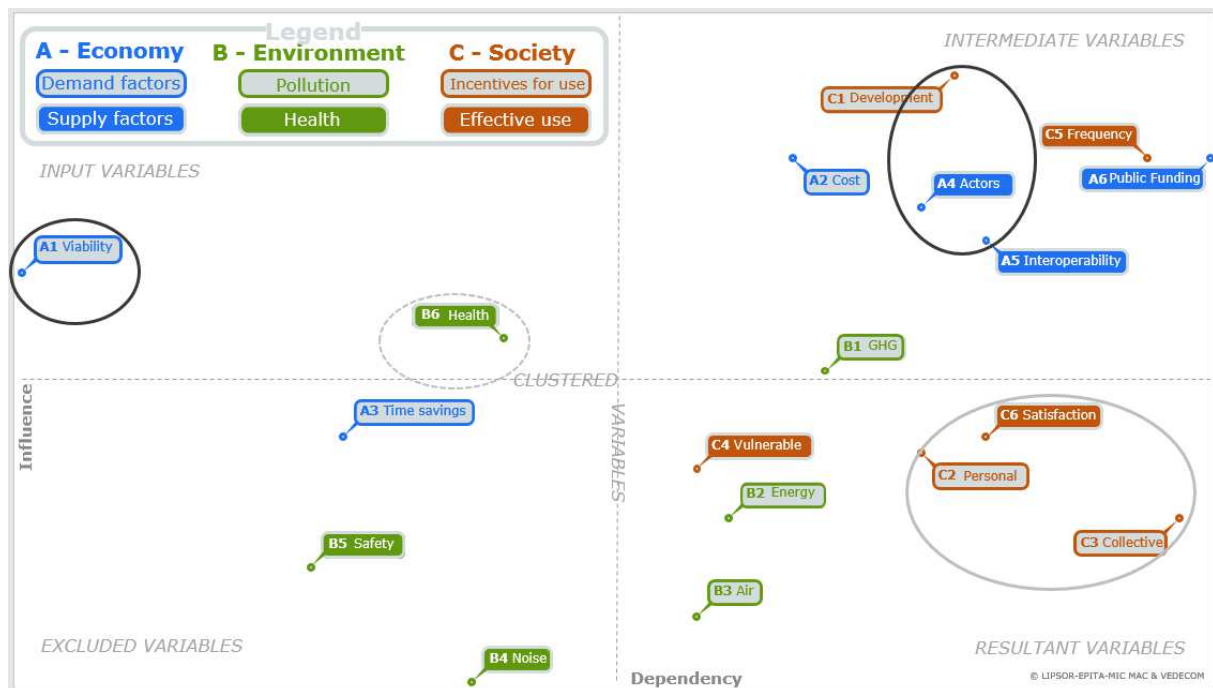 Legend
A - Economy
B - Environment
C - Society
Demand factors
Pollution
Incentives for use
Supply factors
Health
Effective use
INTERMEDIATE VARIABLES
C1 Development
C5 Frequency
INPUT VARIABLES
A2 Cost
A4 Actors
A6 Public Funding
A1 Viability
A5 Interoperability
B6 Health
B1 GHG
CLUSTERED
VARIABLES
Influence
A3 Time savings
C6 Satisfaction
C4 Vulnerable
C2 Personal
B2 Energy
B5 Safety
C3 Collective
B3 Air
EXCLUDED VARIABLES
RESULTANT VARIABLES
B4 Noise
Dependency
© LIPSOR-EPITA-MIC MAC & VEDECOM